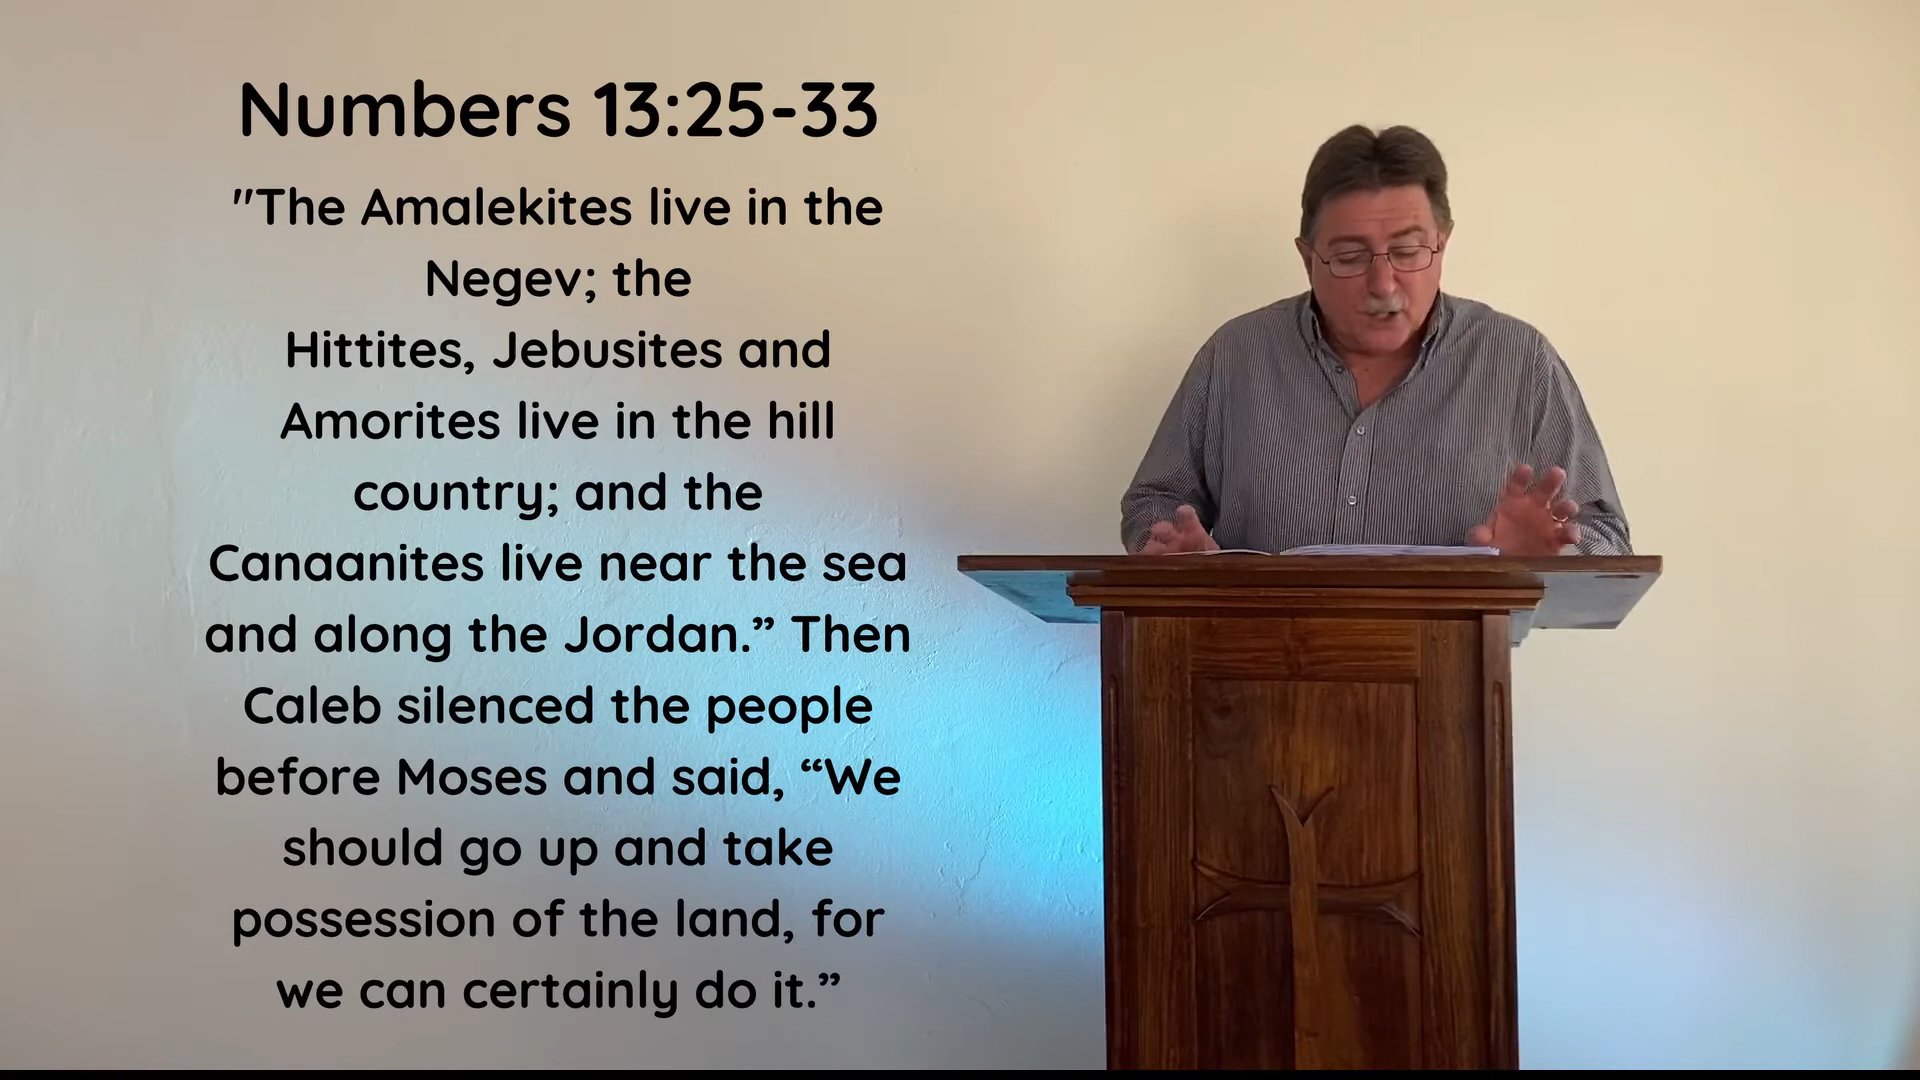 Numbers 13:25-33
"The Amalekites live in the
Negev; the
Hittites, Jebusites and
Amorites live in the hill
country; and the
Canaanites live near the sea
and along the Jordan.” Then
Caleb silenced the people
before Moses and said, “We
should go up and take
possession of the land, for
we can certainly do it.”